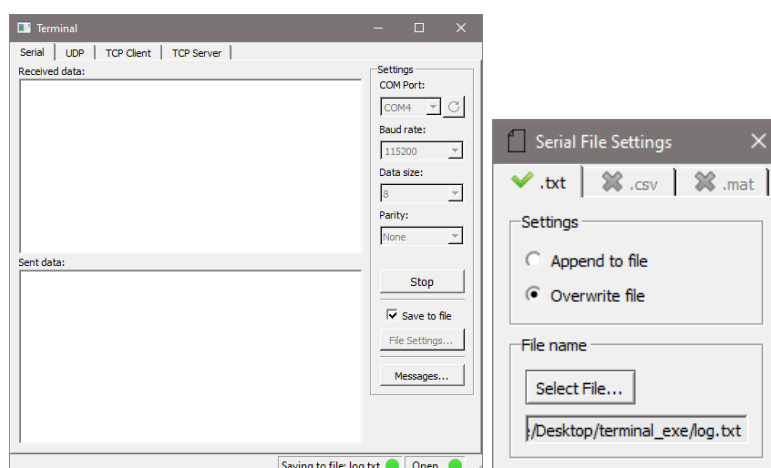 Terminal
Serial UDP TCP Client TCP Server
Received data:
Settings
COM Port:
COM4
Baud rate:
115200
Data size:
8
Parity:
None
Sent data:
Stop
Save to file
File Settings...
Messages...
Saving to file: log.txt
Open
Serial File Settings
.txt .csv .mat
Settings
Append to file
Overwrite file
File name
Select File...
:/Desktop/terminal_exe/log.txt